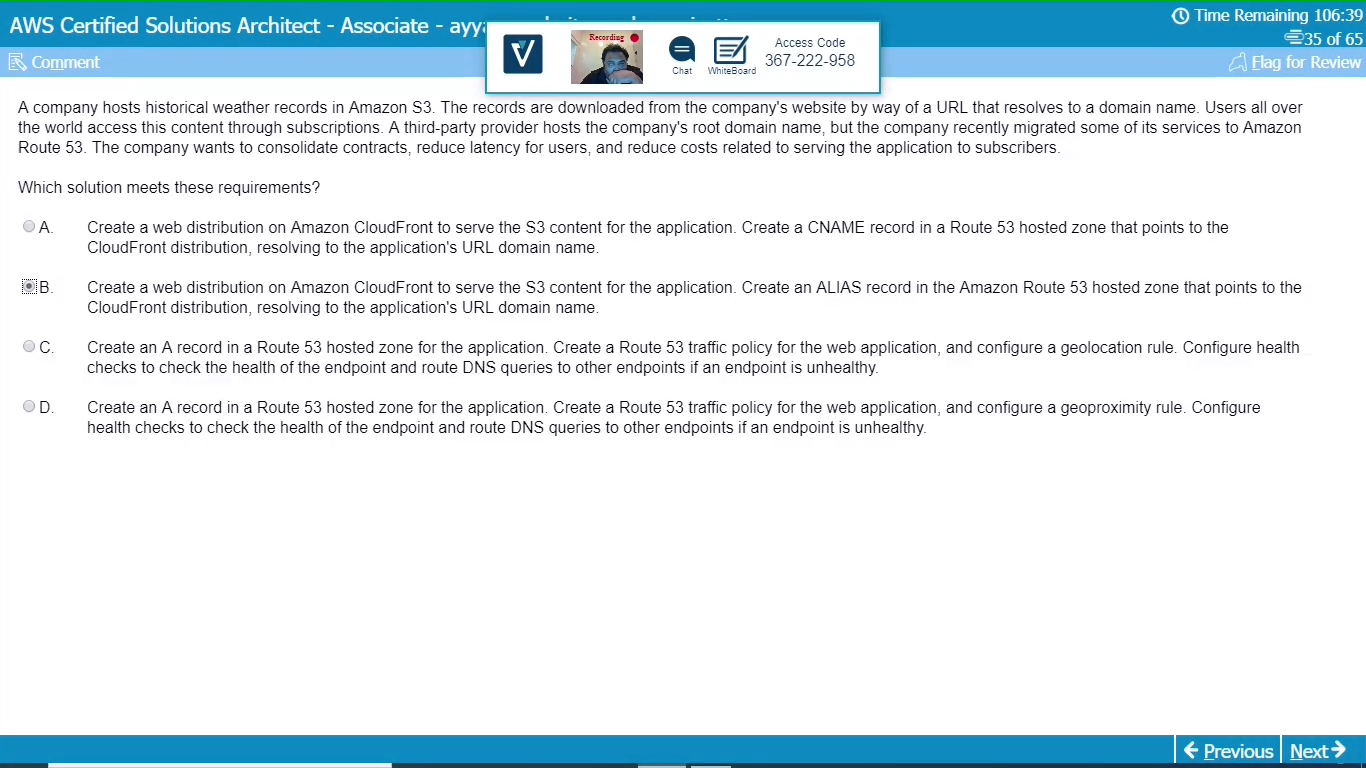 AWS Certified Solutions Architect - Associate -
Time Remaining 106:39
35 of 65
Comment
Flag for Review
Recording
Chat
WhiteBoard
Access Code
367-222-958
A company hosts historical weather records in Amazon S3. The records are downloaded from the company's website by way of a URL that resolves to a domain name. Users all over
the world access this content through subscriptions. A third-party provider hosts the company's root domain name, but the company recently migrated some of its services to Amazon
Route 53. The company wants to consolidate contracts, reduce latency for users, and reduce costs related to serving the application to subscribers.
Which solution meets these requirements?
A. Create a web distribution on Amazon CloudFront to serve the S3 content for the application. Create a CNAME record in a Route 53 hosted zone that points to the
CloudFront distribution, resolving to the application's URL domain name.
B. Create a web distribution on Amazon CloudFront to serve the S3 content for the application. Create an ALIAS record in the Amazon Route 53 hosted zone that points to the
CloudFront distribution, resolving to the application's URL domain name.
C. Create an A record in a Route 53 hosted zone for the application. Create a Route 53 traffic policy for the web application, and configure a geolocation rule. Configure health
checks to check the health of the endpoint and route DNS queries to other endpoints if an endpoint is unhealthy.
D. Create an A record in a Route 53 hosted zone for the application. Create a Route 53 traffic policy for the web application, and configure a geoproximity rule. Configure
health checks to check the health of the endpoint and route DNS queries to other endpoints if an endpoint is unhealthy.
Previous
Next